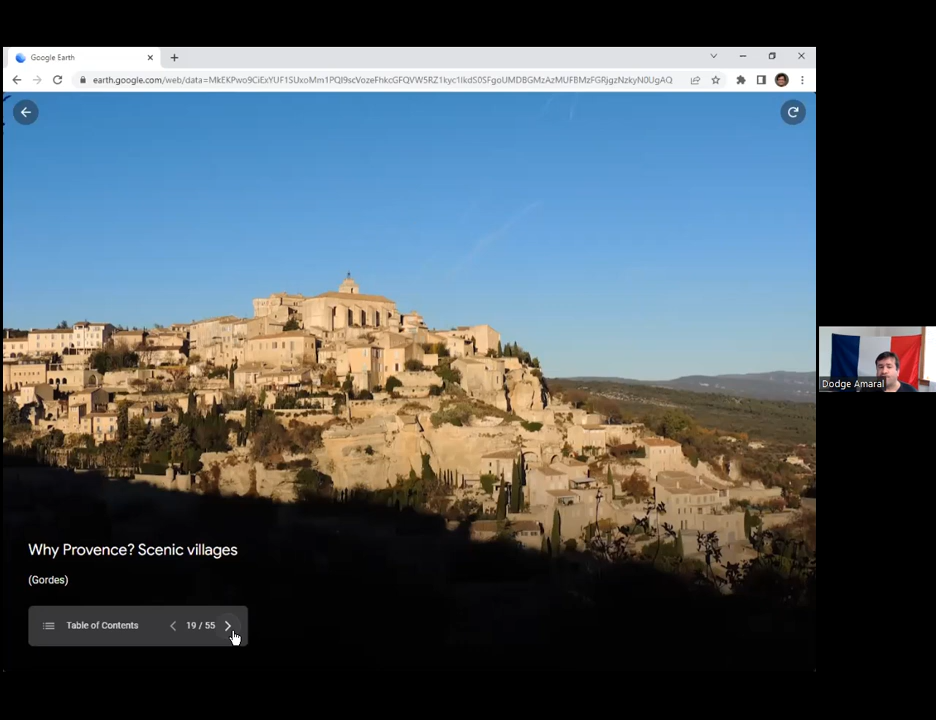 Google Earth
earth.google.com/web/data=MkEKPwo9CiExYUF1SUxoMm1PQl9scVozeFhkcGFQVW5RZ1kyc1lkdS0SFgoUMDBGMzAzMUFBMzFGRjgzNzkyN0UgAQ
Dodge Amaral
Why Provence? Scenic villages
(Gordes)
Table of Contents 19 / 55